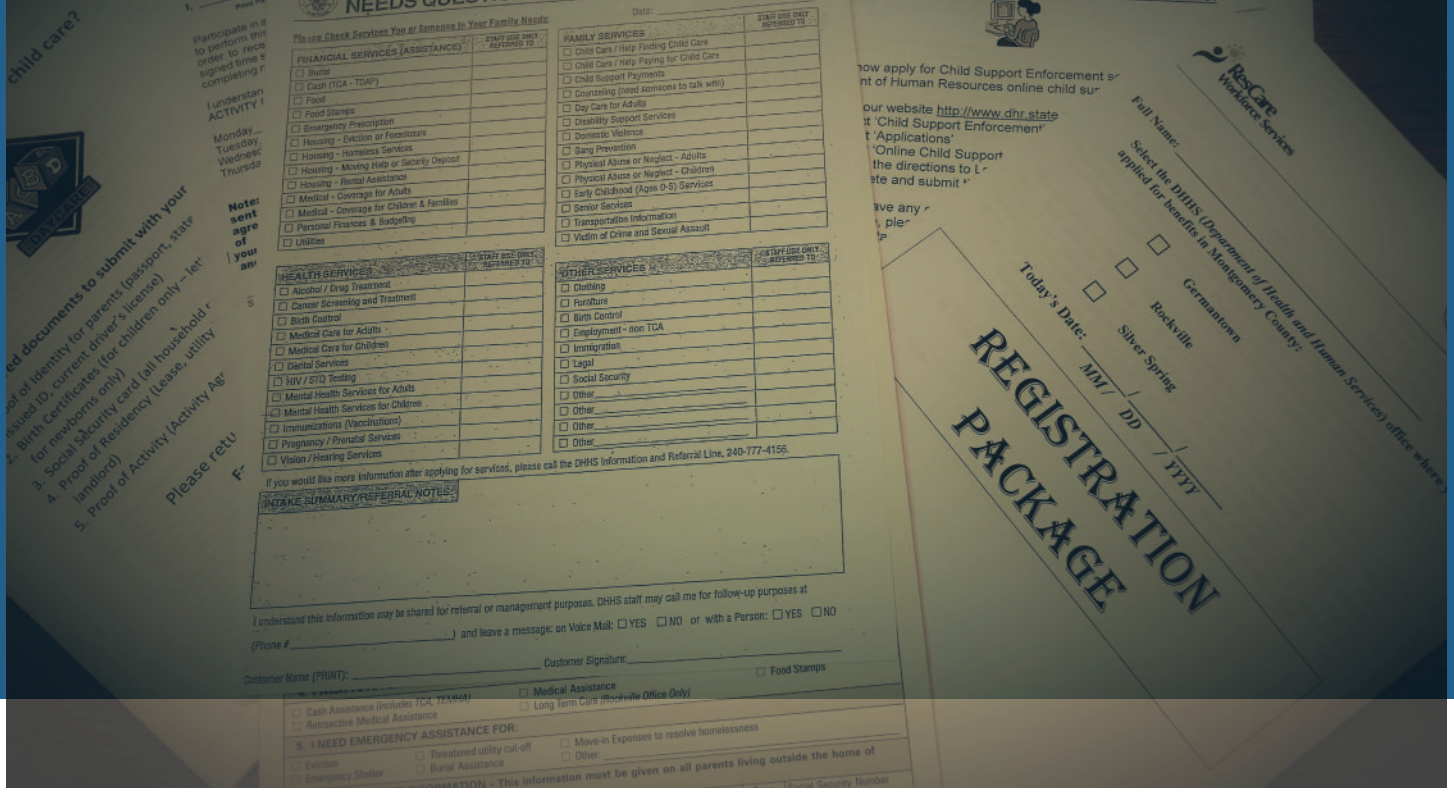 child care?
Participate in a
to perform this
order to rece
signed time s
completing r
I understan
ACTIVITY
Monday
Tuesday
Wednesd
Thursda
DAYCARE
Note:
sent
agre
of
your
documents to submit with your
of Identity for parents (passport, state
issued ID, current driver's license)
2. Birth Certificates (for children only – let
for newborns only)
3. Social Security card (all household r
4. Proof of Residency (Lease, utility
landlord)
5. Proof of Activity (Activity Ag
Please retu
NEEDS
Please Check Services You or Someone in Your Family Needs:
Date:
FINANCIAL SERVICES (ASSISTANCE)
STAFF USE ONLY
REFERRED TO
Burial
Cash (TCA - TDAP)
Food
Food Stamps
Emergency Prescription
Housing - Eviction or Foreclosure
Housing - Homeless Services
Housing - Moving Help or Security Deposit
Housing - Rental Assistance
Medical - Coverage for Adults
Medical - Coverage for Children & Families
Personal Finances & Budgeting
Utilities
FAMILY SERVICES
STAFF USE ONLY
REFERRED TO
Child Care / Help Finding Child Care
Child Care / Help Paying for Child Care
Child Support Payments
Counseling (need someone to talk with)
Day Care for Adults
Disability Support Services
Domestic Violence
Gang Prevention
Physical Abuse or Neglect - Adults
Physical Abuse or Neglect - Children
Early Childhood (Ages 0-5) Services
Senior Services
Transportation Information
Victim of Crime and Sexual Assault
HEALTH SERVICES
STAFF USE ONLY
REFERRED TO
Alcohol / Drug Treatment
Cancer Screening and Treatment
Birth Control
Medical Care for Adults
Medical Care for Children
Dental Services
HIV / STD Testing
Mental Health Services for Adults
Mental Health Services for Children
Immunizations (Vaccinations)
Pregnancy / Prenatal Services
Vision / Hearing Services
OTHER SERVICES
STAFF USE ONLY
REFERRED TO
Clothing
Furniture
Birth Control
Employment - non TCA
Immigration
Legal
Social Security
Other
Other
Other
Other
If you would like more information after applying for services, please call the DHHS Information and Referral Line, 240-777-4156.
INTAKE SUMMARY/REFERRAL NOTES:
I understand this information may be shared for referral or management purposes. DHHS staff may call me for follow-up purposes at
(Phone # ) and leave a message: on Voice Mail: YES NO or with a Person: YES NO
Customer Name (PRINT): Customer Signature:
Cash Assistance (includes TCA, TEMHA)
Medical Assistance
Food Stamps
Retroactive Medical Assistance
Long Term Care (Rockville Office Only)
5. I NEED EMERGENCY ASSISTANCE FOR:
Eviction
Threatened utility cut-off
Move-in Expenses to resolve homelessness
Emergency Shelter
Burial Assistance
Other:
INFORMATION - This information must be given on all parents living outside the home of
Social Security Number
now apply for Child Support Enforcement se
nt of Human Resources online child sup
our website http://www.dhr.state
'Child Support Enforcement'
'Applications'
'Online Child Support
the directions to
ete and submit
ave any
ResCare
Workforce Services
Full Name:
Select the DHHS (Department of Health and Human Services) office where
applied for benefits in Montgomery County:
Germantown
Rockville
Silver Spring
Today's Date: / /
MM / DD / YYYY
REGISTRATION
PACKAGE